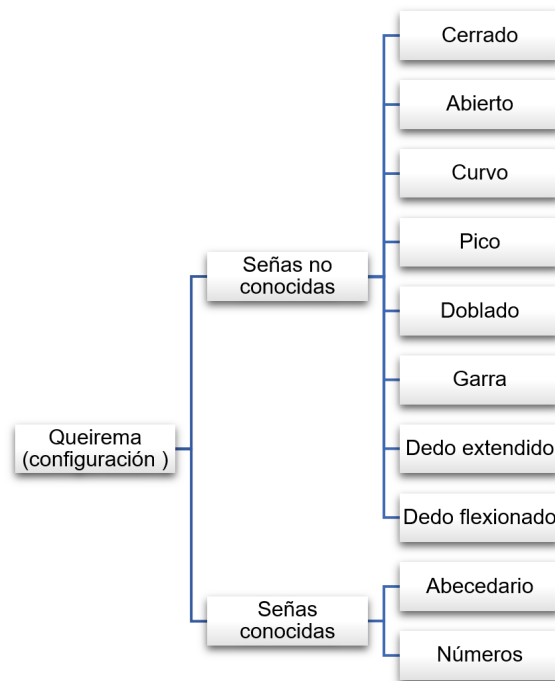 Cerrado
Abierto
Curvo
Pico
Señas no
conocidas
Doblado
Garra
Queirema
(configuración )
Dedo extendido
Dedo flexionado
Abecedario
Señas
conocidas
Números